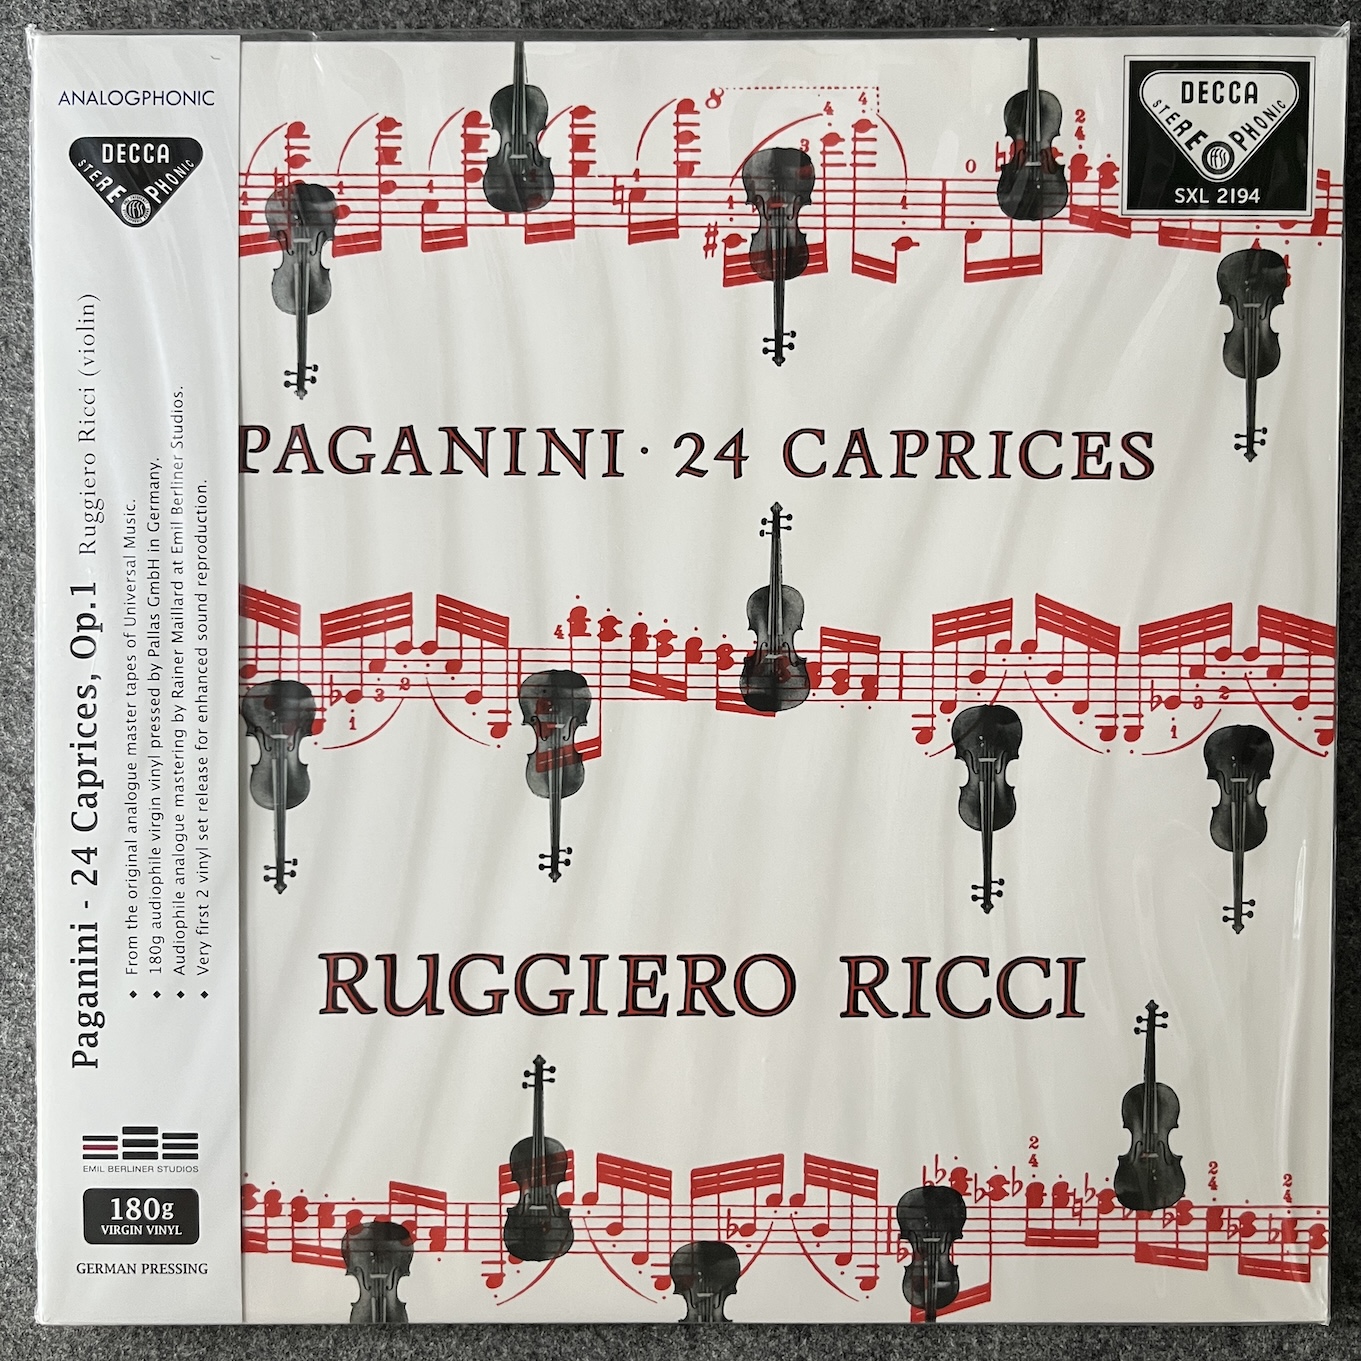 ANALOGPHONIC
DECCA
STEREOPHONIC
FFSS
Paganini - 24 Caprices, Op.1 Ruggiero Ricci (violin)
• From the original analogue master tapes of Universal Music.
• 180g audiophile virgin vinyl pressed by Pallas GmbH in Germany.
• Audiophile analogue mastering by Rainer Maillard at Emil Berliner Studios.
• Very first 2 vinyl set release for enhanced sound reproduction.
EMIL BERLINER STUDIOS
180g
VIRGIN VINYL
GERMAN PRESSING
DECCA
STEREOPHONIC
FFSS
SXL 2194
PAGANINI · 24 CAPRICES
RUGGIERO RICCI